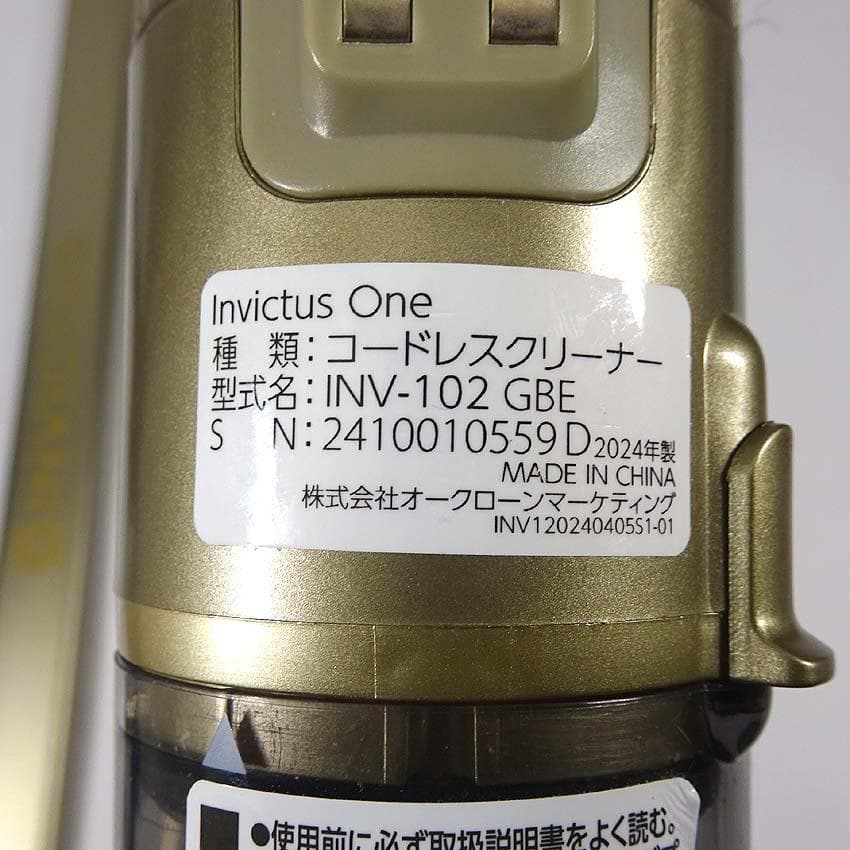 Invictus One
種 類：コードレスクリーナー
型式名：INV-102 GBE
S N：2410010559D 2024年製
MADE IN CHINA
株式会社オークローンマーケティング
INV120240405S1-01
●使用前に必ず取扱説明書をよく読む。